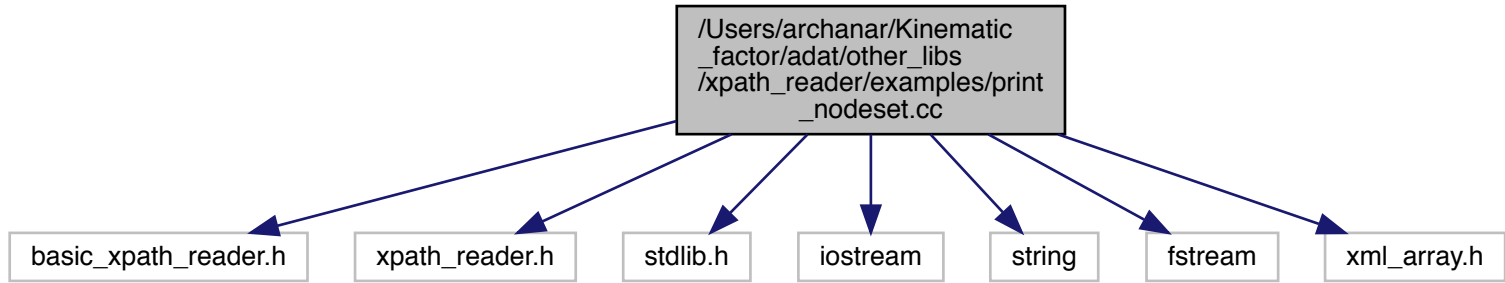 /Users/archanar/Kinematic
_factor/adat/other_libs
/xpath_reader/examples/print
_nodeset.cc
basic_xpath_reader.h
xpath_reader.h
stdlib.h
iostream
string
fstream
xml_array.h